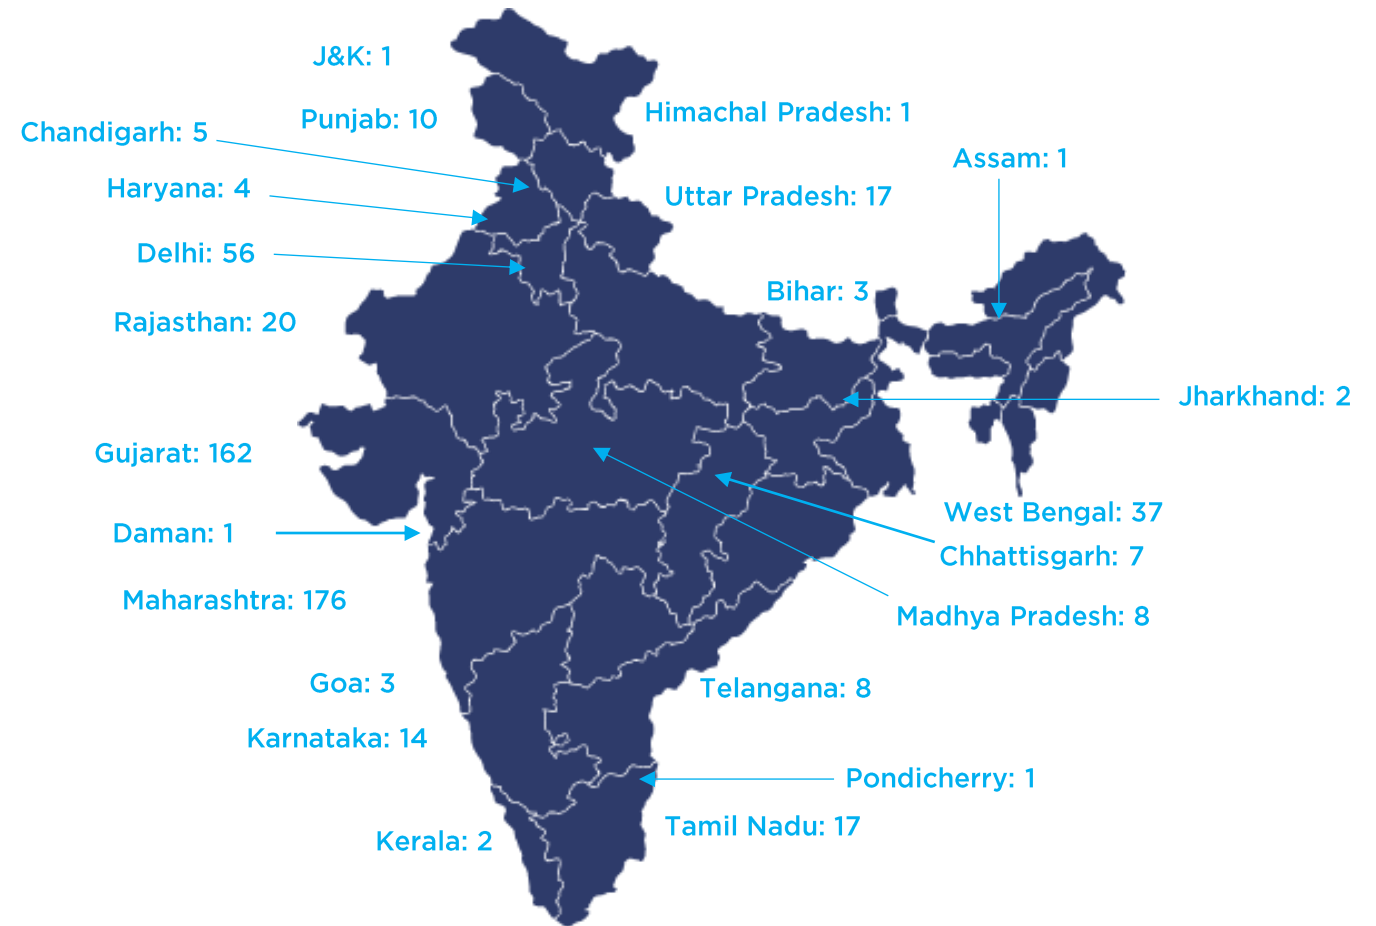 J&K: 1
Himachal Pradesh: 1
Punjab: 10
Chandigarh: 5
Assam: 1
Haryana: 4
Uttar Pradesh: 17
Delhi: 56
Bihar: 3
Rajasthan: 20
Jharkhand: 2
Gujarat: 162
West Bengal: 37
Daman: 1
Chhattisgarh: 7
Maharashtra: 176
Madhya Pradesh: 8
Goa: 3
Telangana: 8
Karnataka: 14
Pondicherry: 1
Tamil Nadu: 17
Kerala: 2